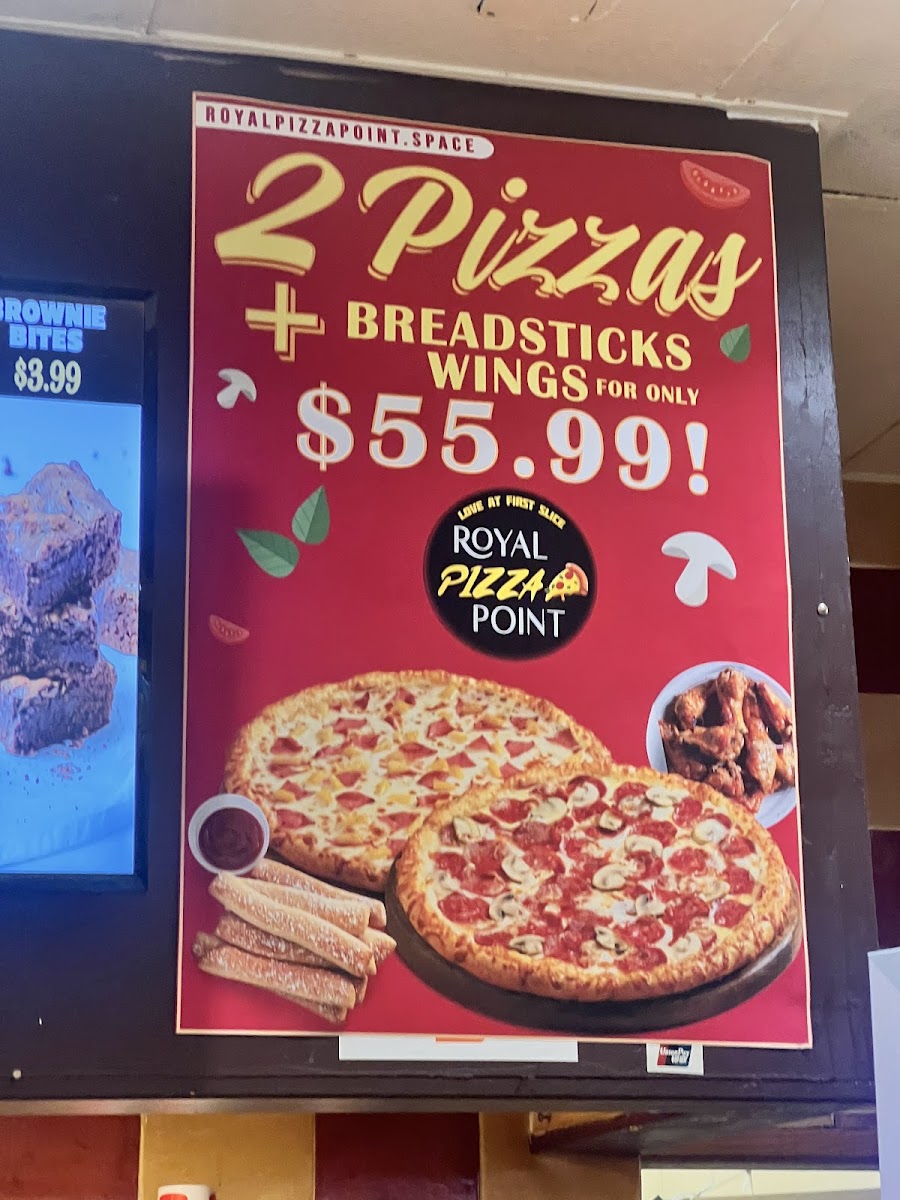 ROYALPIZZAPOINT.SPACE
2 Pizzas
+ BREADSTICKS
WINGS FOR ONLY
$55.99!
LOVE AT FIRST SLICE
ROYAL
PIZZA
POINT
BROWNIE
BITES
$3.99
UnionPay